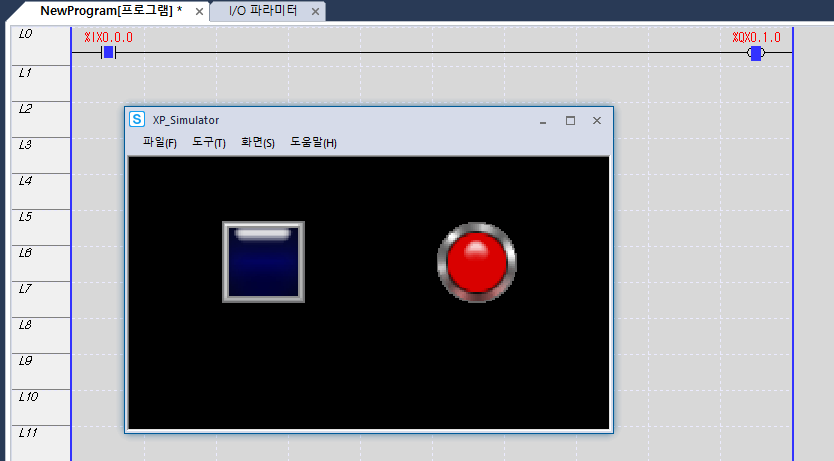 NewProgram[프로그램] * I/O 파라미터
L0 %IX0.0.0 %QX0.1.0
L1
L2
S XP_Simulator
L3 파일(F) 도구(T) 화면(S) 도움말(H)
L4
L5
L6
L7
L8
L9
L10
L11